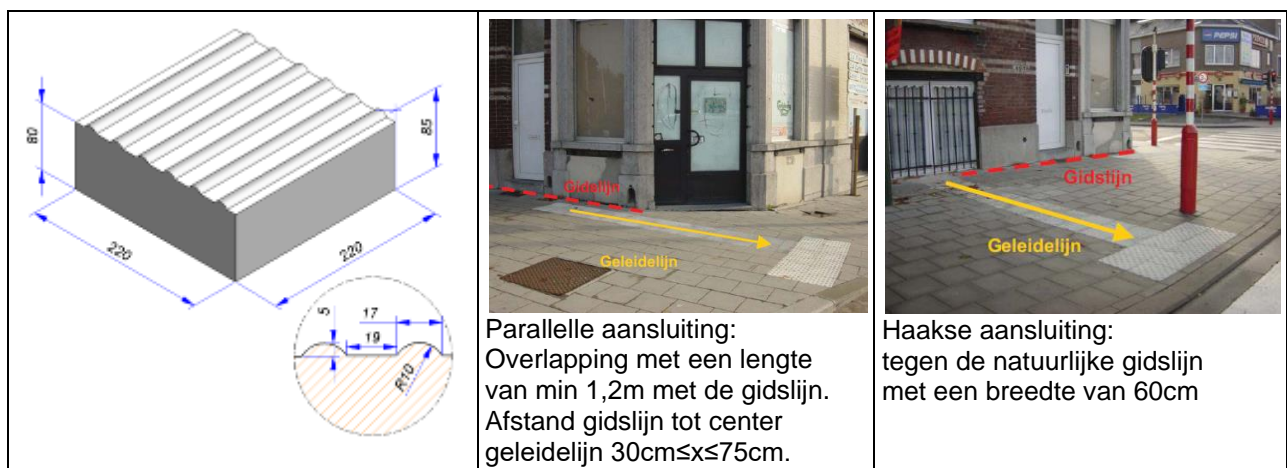 80
85
220
220
5
17
19
R10
Gidslijn
Geleidelijn
Parallelle aansluiting:
Overlapping met een lengte
van min 1,2m met de gidslijn.
Afstand gidslijn tot center
geleidelijn 30cm≤x≤75cm.
PEPSI
Gidslijn
Geleidelijn
Haakse aansluiting:
tegen de natuurlijke gidslijn
met een breedte van 60cm